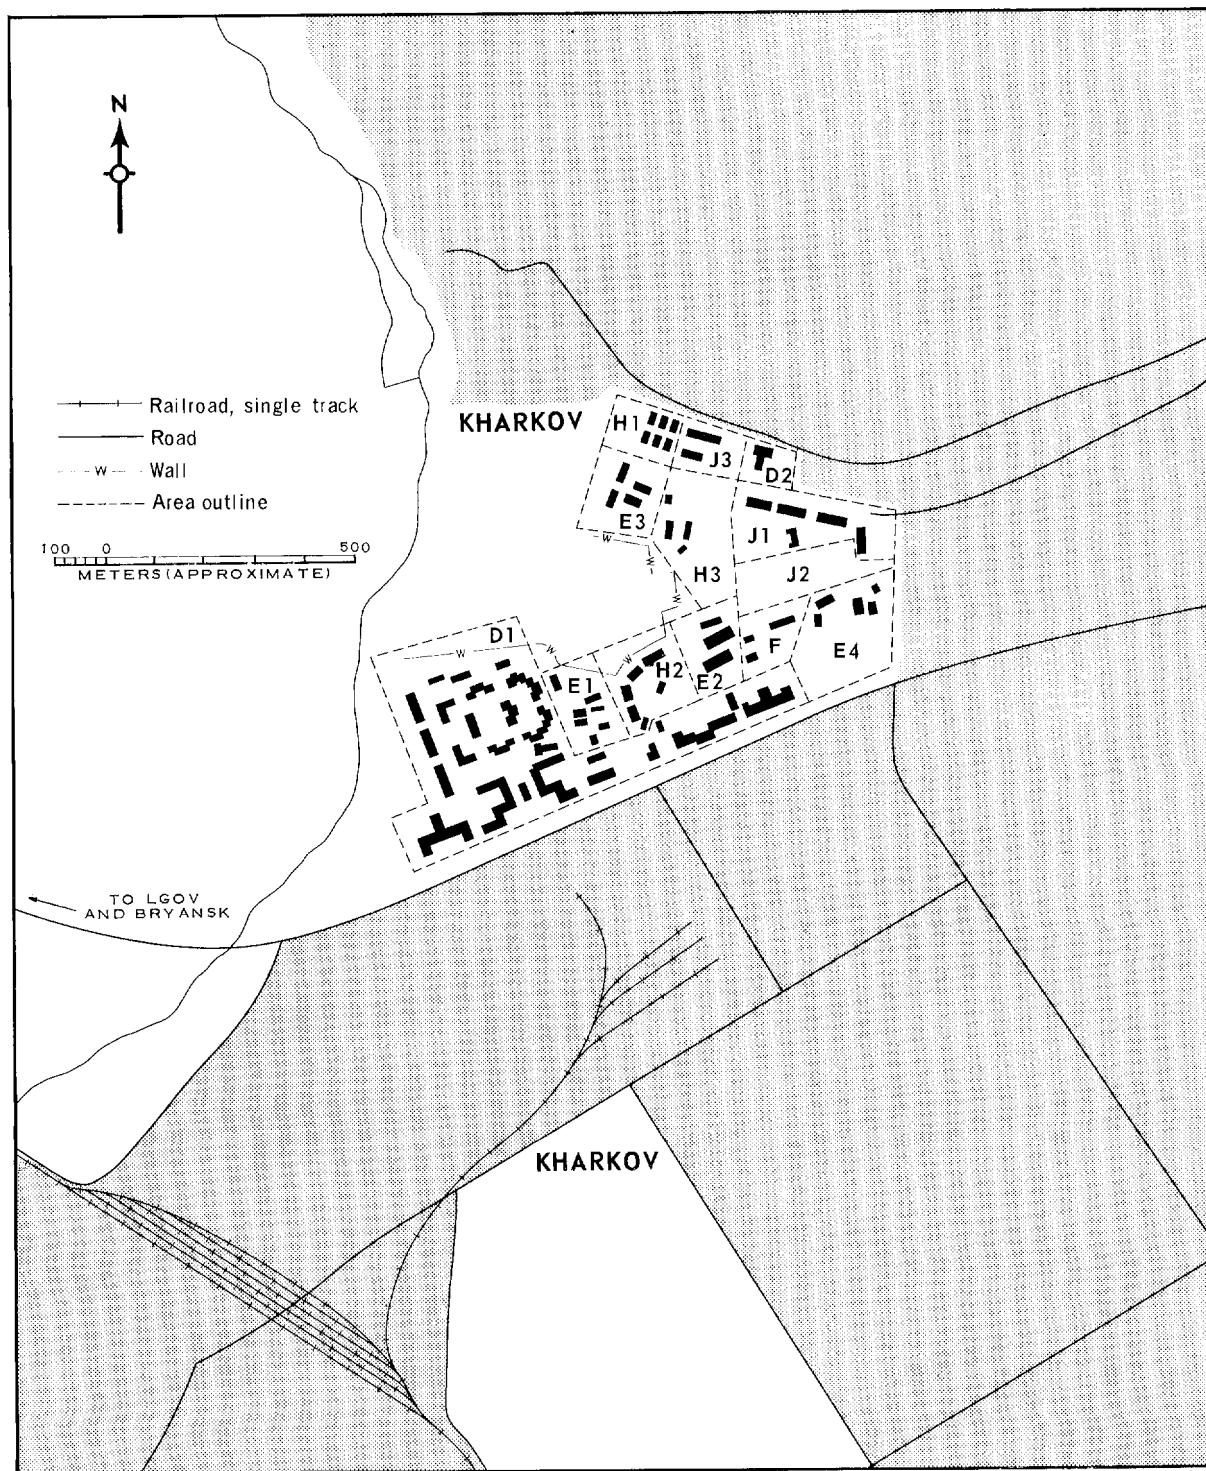 N
Railroad, single track
Road
W Wall
Area outline
100 0 500
METERS (APPROXIMATE)
KHARKOV
H1
J3
D2
E3
J1
W
W
H3
J2
W
D1
W
W
W
E1
H2
E2
F
E4
TO LGOV
AND BRYANSK
KHARKOV